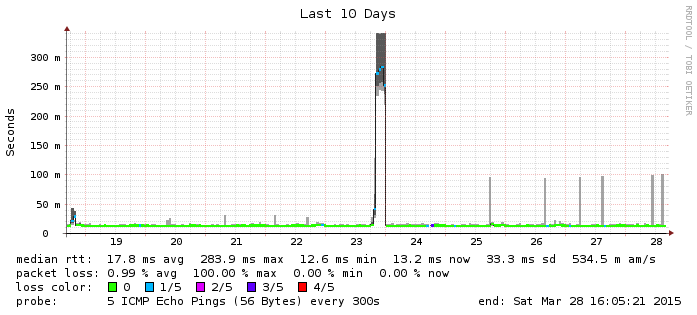 Last 10 Days
RRDTOOL / TOBI OETIKER
Seconds
300 m
250 m
200 m
150 m
100 m
50 m
0
19 20 21 22 23 24 25 26 27 28
median rtt: 17.8 ms avg 283.9 ms max 12.6 ms min 13.2 ms now 33.3 ms sd 534.5 m am/s
packet loss: 0.99 % avg 100.00 % max 0.00 % min 0.00 % now
loss color: 0 1/5 2/5 3/5 4/5
probe: 5 ICMP Echo Pings (56 Bytes) every 300s end: Sat Mar 28 16:05:21 2015